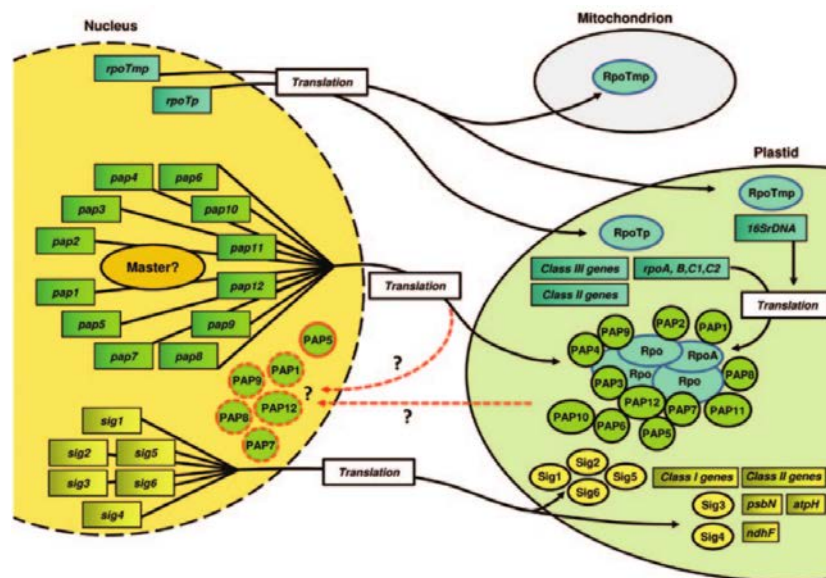 Nucleus
Mitochondrion
rpoTmp
rpoTp
Translation
RpoTmp
Plastid
RpoTmp
RpoTp
16SrDNA
pap4
pap6
pap3
pap10
pap2
pap11
Master?
pap1
pap12
pap5
pap9
pap7
pap8
Translation
Class III genes
rpoA, B,C1,C2
Class II genes
Translation
PAP5
PAP1
PAP9
?
?
PAP8
PAP12
PAP7
?
PAP9
PAP2
PAP1
PAP4
Rpo
RpoA
Rpo
Rpo
PAP8
PAP3
PAP12
PAP7
PAP11
PAP10
PAP6
PAP5
sig1
sig2
sig5
sig3
sig6
sig4
Translation
Sig2
Sig1
Sig5
Sig6
Class I genes
Class II genes
Sig3
psbN
atpH
Sig4
ndhF